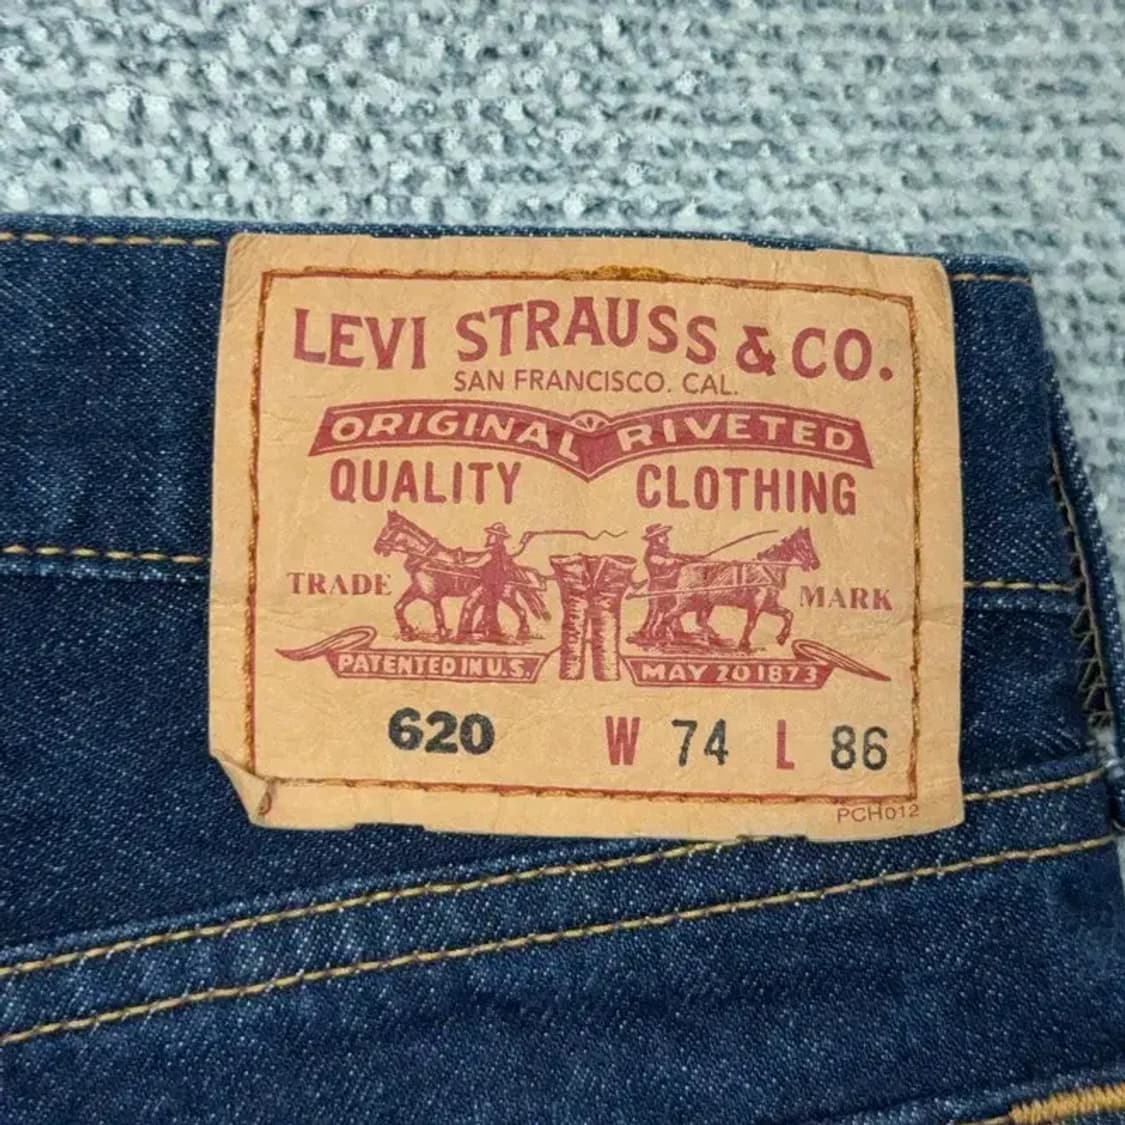 LEVI STRAUSS & CO.
SAN FRANCISCO. CAL.
ORIGINAL RIVETED
QUALITY CLOTHING
TRADE MARK
PATENTED IN U.S. MAY 20 1873
620 W 74 L 86
PCH012